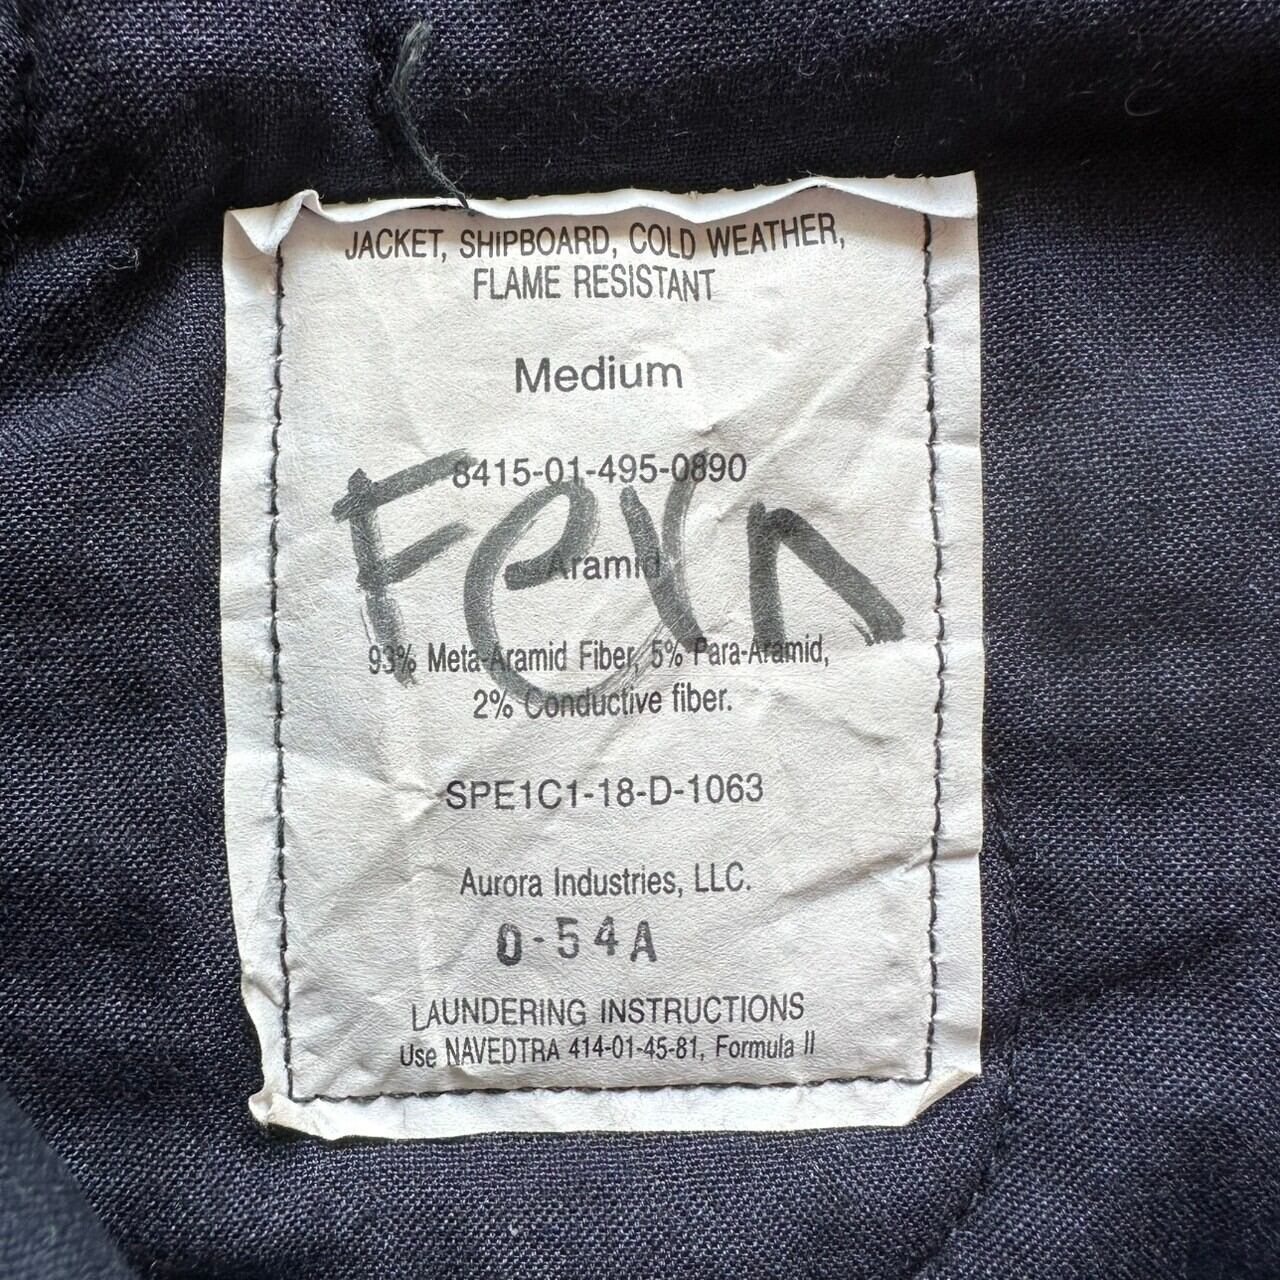 JACKET, SHIPBOARD, COLD WEATHER,
FLAME RESISTANT
Medium
8415-01-495-0890
Fern
Aramid
93% Meta-Aramid Fiber, 5% Para-Aramid,
2% Conductive fiber.
SPE1C1-18-D-1063
Aurora Industries, LLC.
0-54A
LAUNDERING INSTRUCTIONS
Use NAVEDTRA 414-01-45-81, Formula II